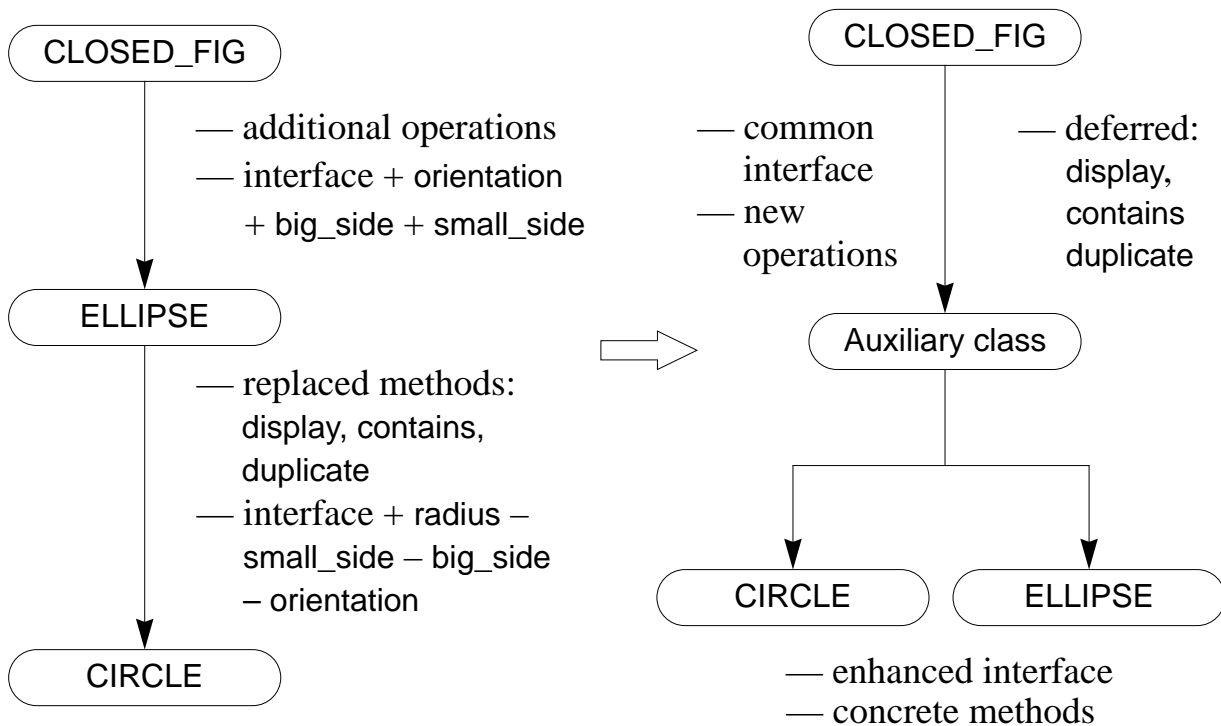 CLOSED_FIG
— additional operations
— interface + orientation
+ big_side + small_side
ELLIPSE
— replaced methods:
display, contains,
duplicate
— interface + radius –
small_side – big_side
– orientation
CIRCLE
CLOSED_FIG
— common
interface
— new
operations
— deferred:
display,
contains
duplicate
Auxiliary class
CIRCLE
ELLIPSE
— enhanced interface
— concrete methods